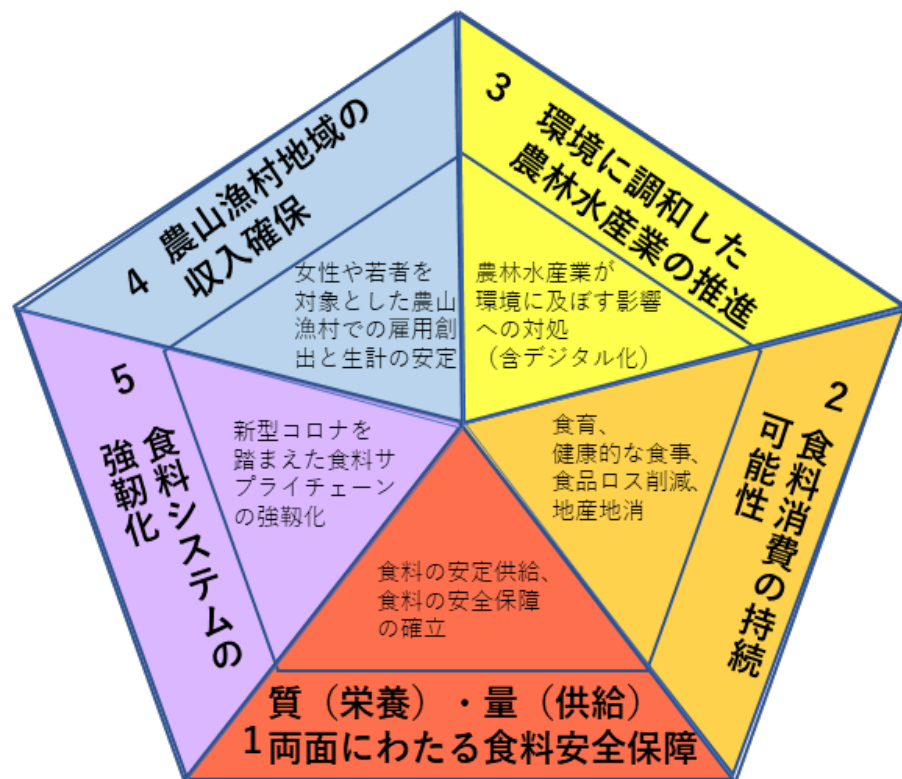 1
質（栄養）・量（供給）
両面にわたる食料安全保障
食料の安定供給、
食料の安全保障
の確立
2
食料消費の持続
可能性
食育、
健康的な食事、
食品ロス削減、
地産地消
3
環境に調和した
農林水産業の推進
農林水産業が
環境に及ぼす影響
への対処
（含デジタル化）
4
農山漁村地域の
収入確保
女性や若者を
対象とした農山
漁村での雇用創
出と生計の安定
5
食料システムの
強靭化
新型コロナを
踏まえた食料サ
プライチェーン
の強靱化